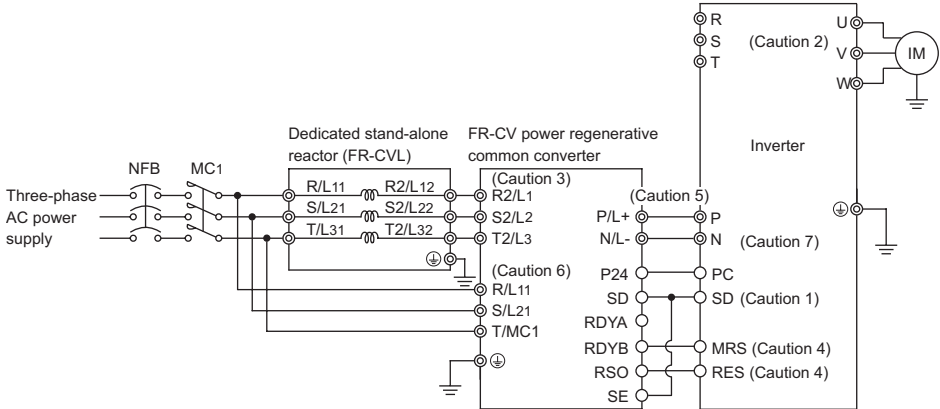 R
S
T
(Caution 2)
U
V
W
IM
Inverter
Dedicated stand-alone
reactor (FR-CVL)
FR-CV power regenerative
common converter
NFB
MC1
Three-phase
AC power
supply
R/L11
R2/L12
S/L21
S2/L22
T/L31
T2/L32
(Caution 3)
R2/L1
S2/L2
T2/L3
(Caution 6)
R/L11
S/L21
T/MC1
(Caution 5)
P/L+
P
N/L-
N
(Caution 7)
P24
PC
SD
SD (Caution 1)
RDYA
RDYB
MRS (Caution 4)
RSO
RES (Caution 4)
SE